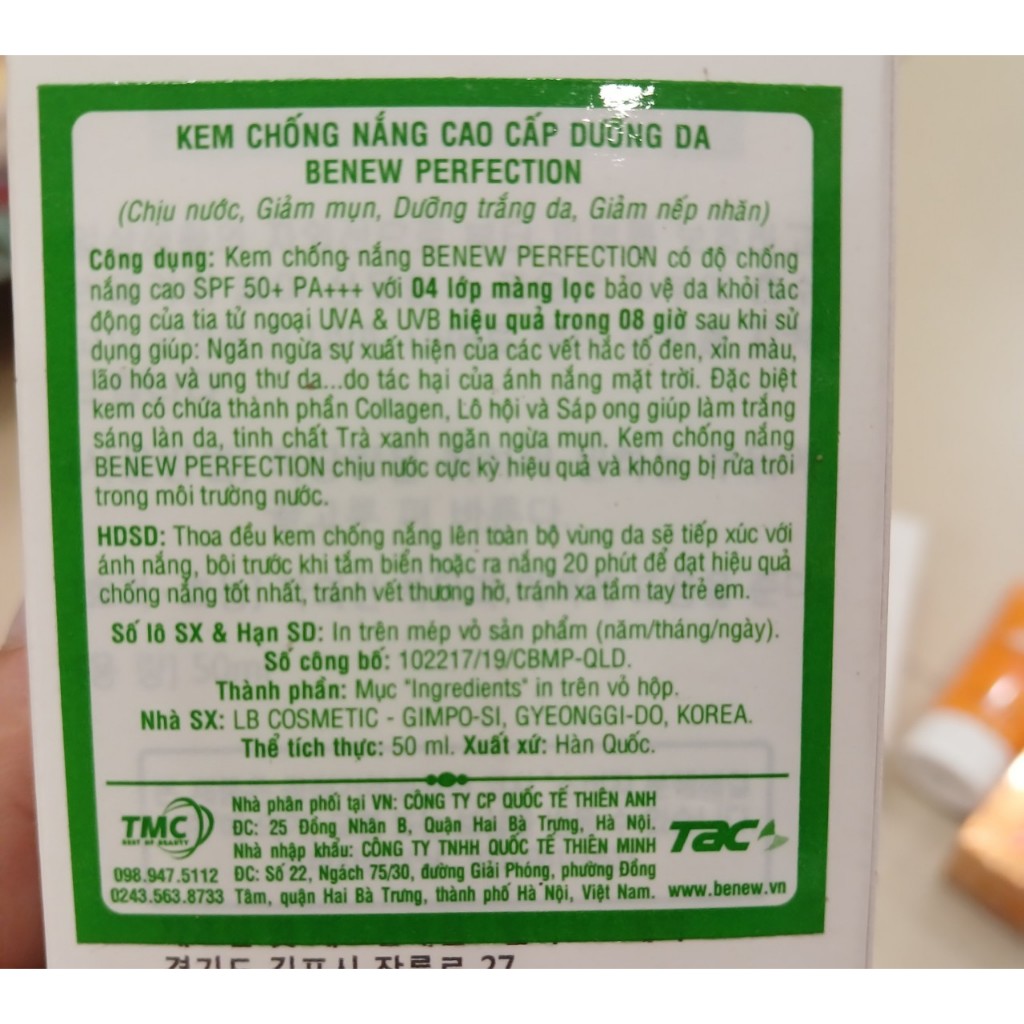 KEM CHỐNG NẮNG CAO CẤP DƯỠNG DA
BENEW PERFECTION
(Chịu nước, Giảm mụn, Dưỡng trắng da, Giảm nếp nhăn)
Công dụng: Kem chống nắng BENEW PERFECTION có độ chống
nắng cao SPF 50+ PA+++ với 04 lớp màng lọc bảo vệ da khỏi tác
động của tia tử ngoại UVA & UVB hiệu quả trong 08 giờ sau khi sử
dụng giúp: Ngăn ngừa sự xuất hiện của các vết hắc tố đen, xỉn màu,
lão hóa và ung thư da...do tác hại của ánh nắng mặt trời. Đặc biệt
kem có chứa thành phần Collagen, Lô hội và Sáp ong giúp làm trắng
sáng làn da, tinh chất Trà xanh ngăn ngừa mụn. Kem chống nắng
BENEW PERFECTION chịu nước cực kỳ hiệu quả và không bị rửa trôi
trong môi trường nước.
HDSD: Thoa đều kem chống nắng lên toàn bộ vùng da sẽ tiếp xúc với
ánh nắng, bôi trước khi tắm biển hoặc ra nắng 20 phút để đạt hiệu quả
chống nắng tốt nhất, tránh vết thương hở, tránh xa tầm tay trẻ em.
Số lô SX & Hạn SD: In trên mép vỏ sản phẩm (năm/tháng/ngày).
Số công bố: 102217/19/CBMP-QLD.
Thành phần: Mục "Ingredients" in trên vỏ hộp.
Nhà SX: LB COSMETIC - GIMPO-SI, GYEONGGI-DO, KOREA.
Thể tích thực: 50 ml. Xuất xứ: Hàn Quốc.
TMC
BEST OF BEAUTY
098.947.5112
0243.563.8733
Nhà phân phối tại VN: CÔNG TY CP QUỐC TẾ THIÊN ANH
ĐC: 25 Đồng Nhân B, Quận Hai Bà Trưng, Hà Nội.
Nhà nhập khẩu: CÔNG TY TNHH QUỐC TẾ THIÊN MINH
ĐC: Số 22, Ngách 75/30, đường Giải Phóng, phường Đồng
Tâm, quận Hai Bà Trưng, thành phố Hà Nội, Việt Nam.
TAC
www.benew.vn